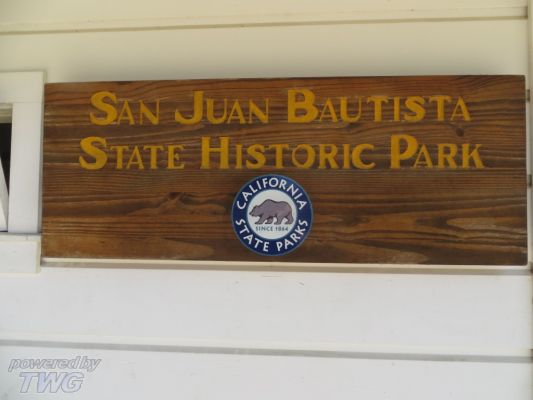 San Juan Bautista
State Historic Park
CALIFORNIA
SINCE 1864
STATE PARKS
powered by
TWG